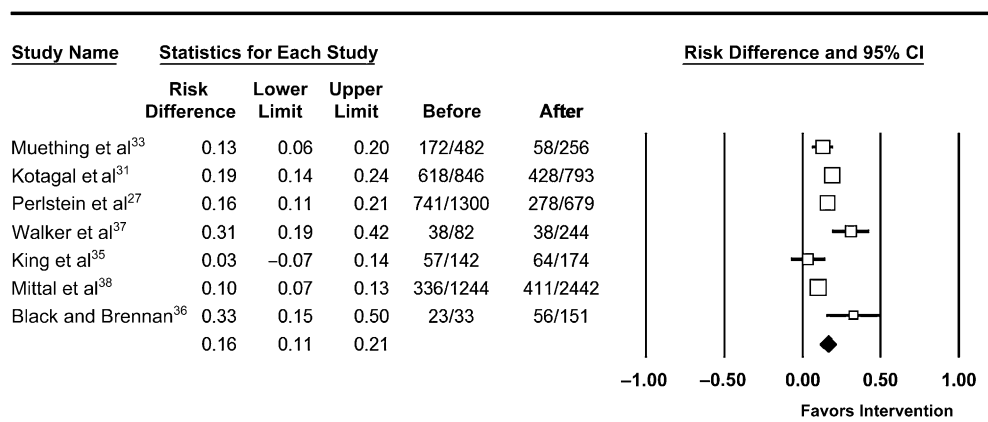 Study Name Statistics for Each Study Risk Difference and 95% CI
Risk Lower Upper
Difference Limit Limit Before After
Muething et al33 0.13 0.06 0.20 172/482 58/256
Kotagal et al31 0.19 0.14 0.24 618/846 428/793
Perlstein et al27 0.16 0.11 0.21 741/1300 278/679
Walker et al37 0.31 0.19 0.42 38/82 38/244
King et al35 0.03 −0.07 0.14 57/142 64/174
Mittal et al38 0.10 0.07 0.13 336/1244 411/2442
Black and Brennan36 0.33 0.15 0.50 23/33 56/151
0.16 0.11 0.21
−1.00 −0.50 0.00 0.50 1.00
Favors Intervention